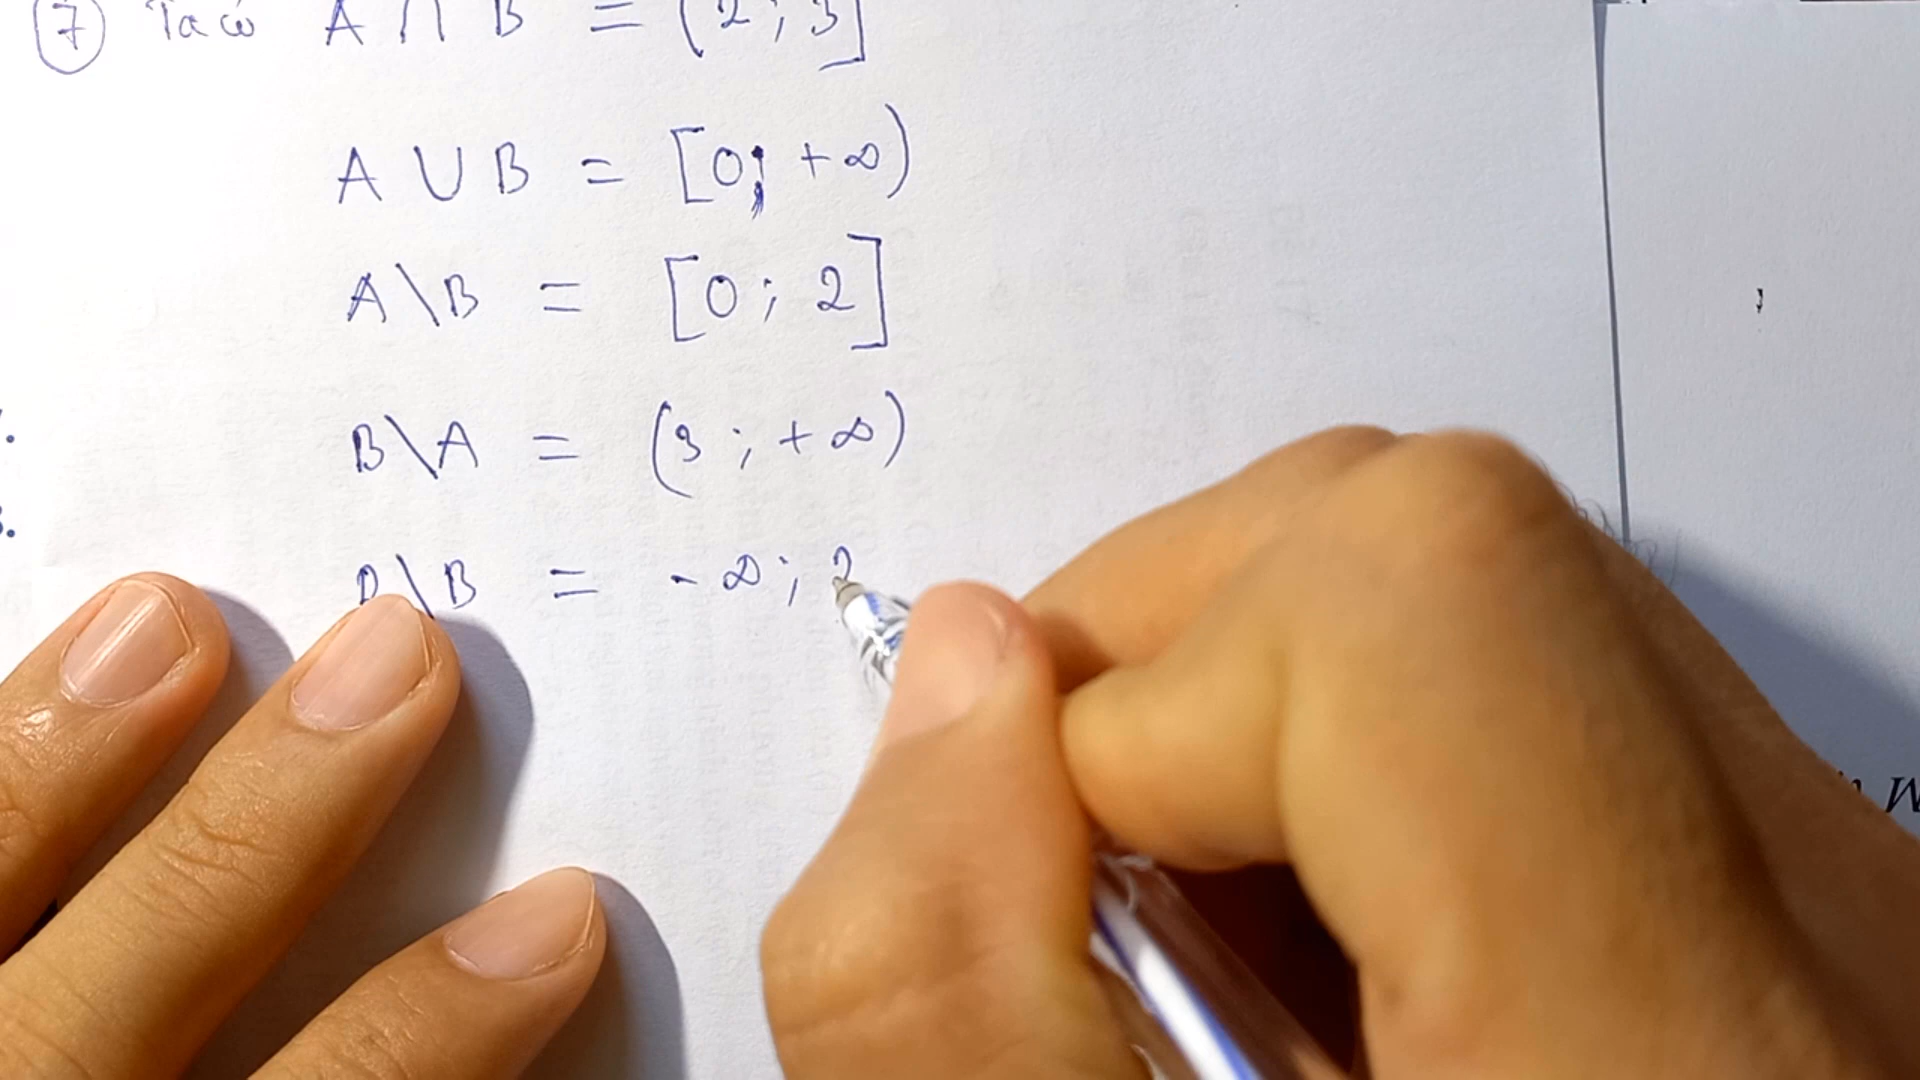 7 Ta có A ∩ B = (2 ; 3]
A ∪ B = [0; +∞)
A\B = [0 ; 2]
B\A = (3 ; +∞)
R\B = -∞ ; 2